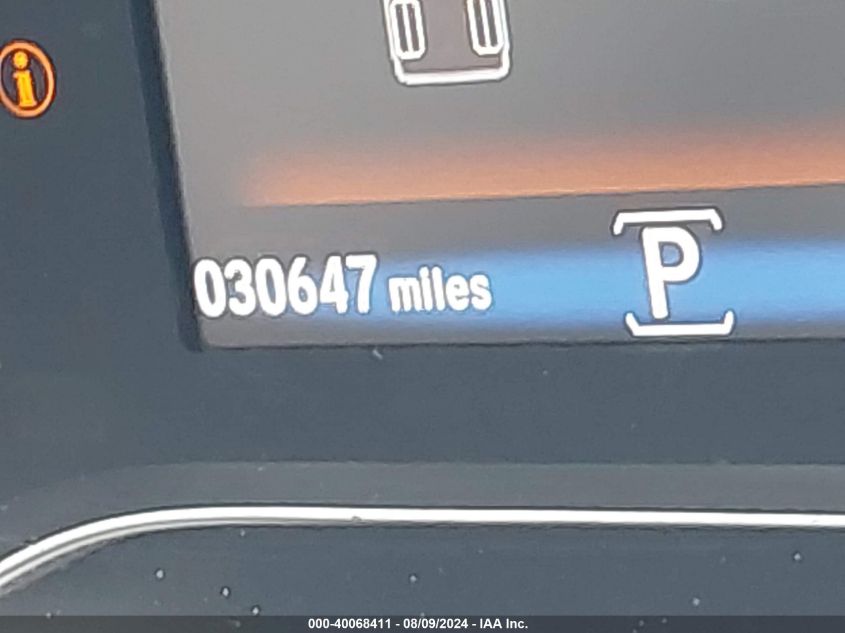 i
030647 miles
P
000-40068411 - 08/09/2024 - IAA Inc.